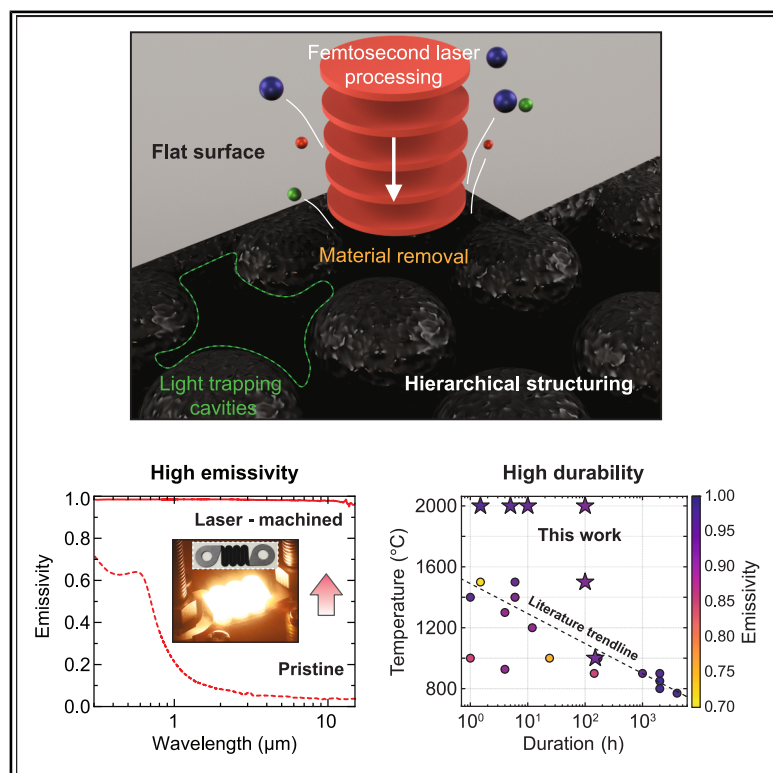 Femtosecond laser
processing
Flat surface
Material removal
Light trapping
cavities
Hierarchical structuring
High emissivity
1.0
0.8
0.6
0.4
0.2
0.0
Emissivity
Laser - machined
Pristine
1
10
Wavelength (μm)
High durability
2000
1600
1200
800
Temperature (°C)
This work
Literature trendline
10⁰
10¹
10²
10³
Duration (h)
1.00
0.95
0.90
0.85
0.80
0.75
0.70
Emissivity